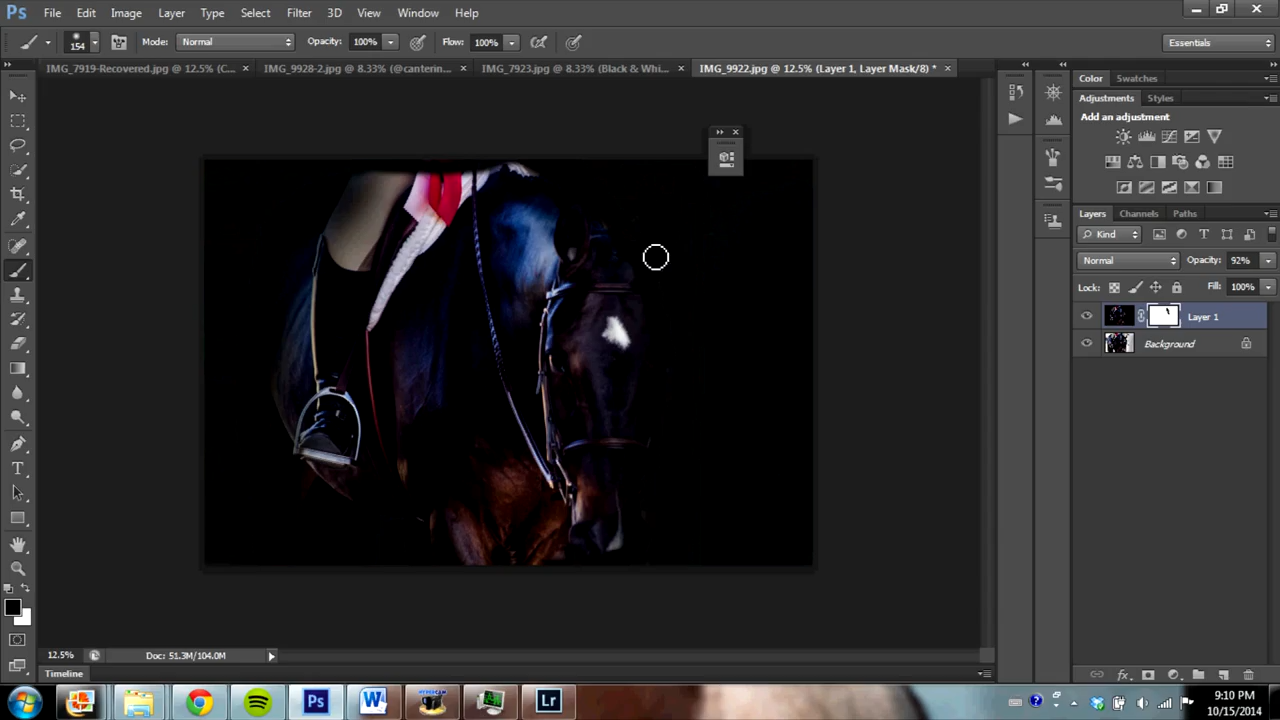 Ps File Edit Image Layer Type Select Filter 3D View Window Help
154 Mode: Normal Opacity: 100% Flow: 100% Essentials
IMG_7919-Recovered.jpg @ 12.5% (C... × IMG_9928-2.jpg @ 8.33% (@canterin... × IMG_7923.jpg @ 8.33% (Black & Whi... × IMG_9922.jpg @ 12.5% (Layer 1, Layer Mask/8) * ×
Color Swatches
Adjustments Styles
Add an adjustment
Layers Channels Paths
Kind
Normal Opacity: 92%
Lock: Fill: 100%
Layer 1
Background
12.5% Doc: 51.3M/104.0M
Timeline
Ps W Lr
9:10 PM
10/15/2014